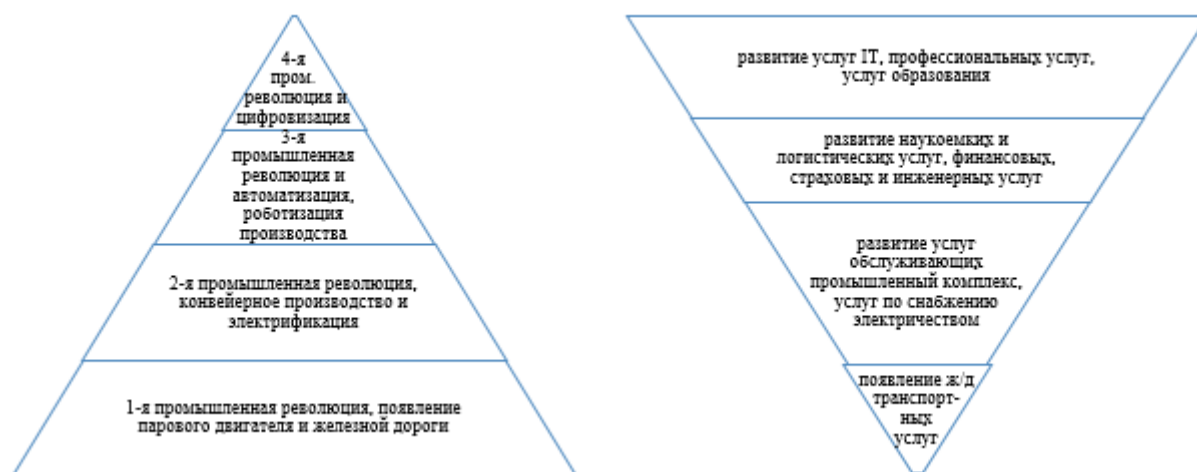 4-я
пром.
революция и
цифровизация
3-я
промышленная
революция и
автоматизация,
роботизация
производства
2-я промышленная революция,
конвейерное производство и
электрификация
1-я промышленная революция, появление
парового двигателя и железной дороги
развитие услуг IT, профессиональных услуг,
услуг образования
развитие наукоемких и
логистических услуг, финансовых,
страховых и инженерных услуг
развитие услуг
обслуживающих
промышленный комплекс,
услуг по снабжению
электричеством
появление ж/д
транспорт-
ных
услуг